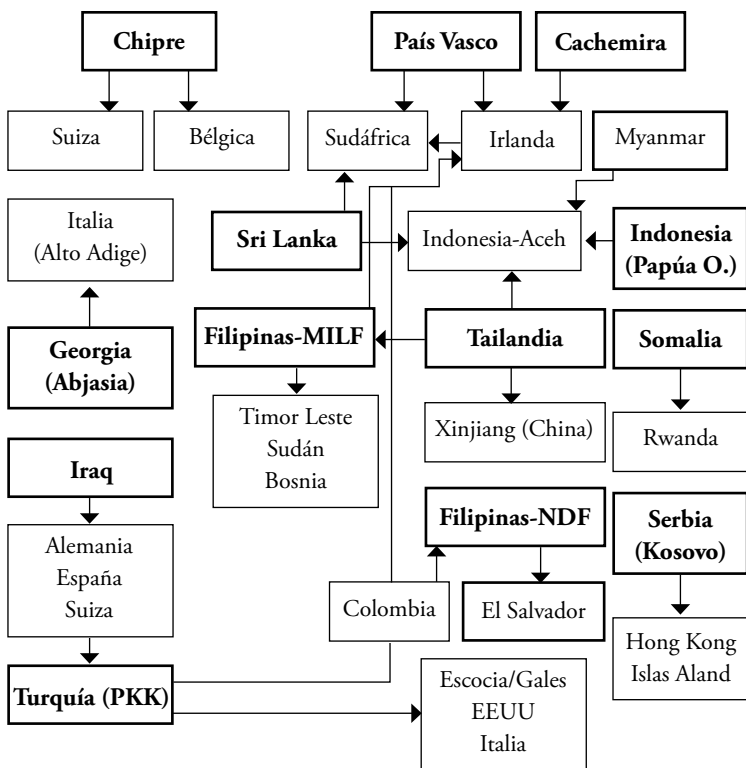 Chipre
País Vasco
Cachemira
Suiza
Bélgica
Sudáfrica
Irlanda
Myanmar
Italia
(Alto Adige)
Sri Lanka
Indonesia-Aceh
Indonesia
(Papúa O.)
Georgia
(Abjasia)
Filipinas-MILF
Tailandia
Somalia
Timor Leste
Sudán
Bosnia
Xinjiang (China)
Rwanda
Iraq
Alemania
España
Suiza
Filipinas-NDF
Serbia
(Kosovo)
Colombia
El Salvador
Hong Kong
Islas Aland
Turquía (PKK)
Escocia/Gales
EEUU
Italia